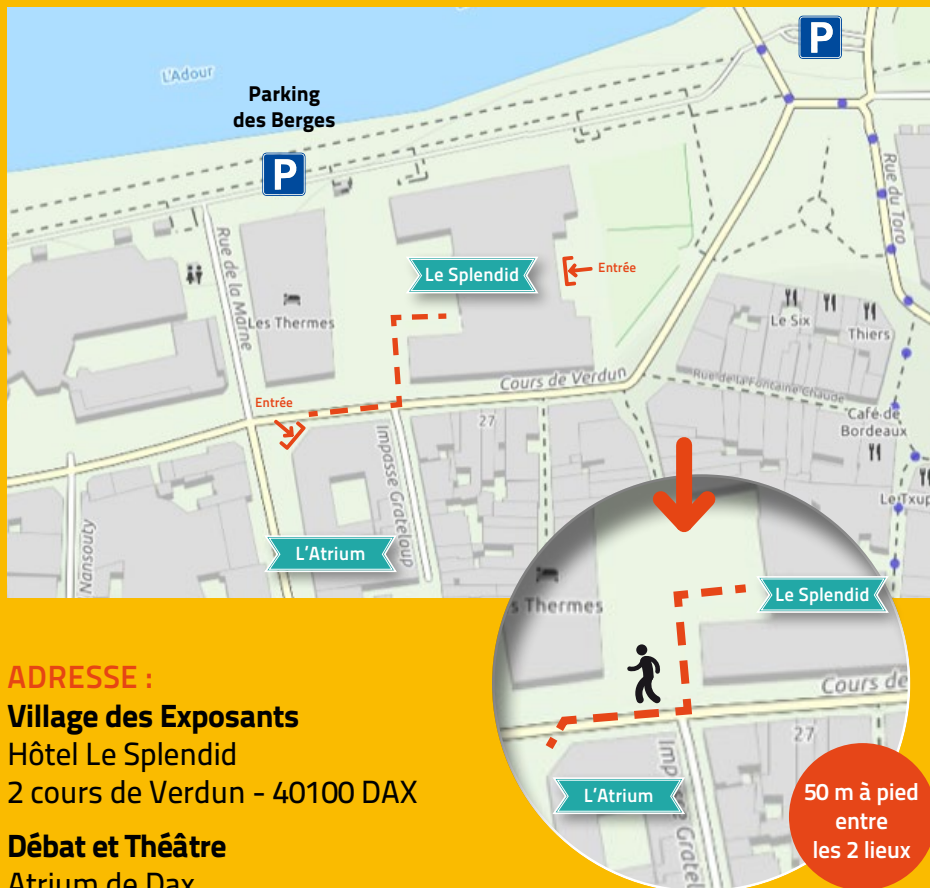 L'Adour
P
Parking
des Berges
P
Rue du Toro
Rue de la Marne
Le Splendid
Entrée
Les Thermes
Le Six
Thiers
Cours de Verdun
Rue de la Fontaine Chaude
Entrée
27
Café de
Bordeaux
Impasse Grateloup
Nansouty
L'Atrium
s Thermes
Le Splendid
Cours de
27
L'Atrium
50 m à pied
entre
les 2 lieux
ADRESSE :
Village des Exposants
Hôtel Le Splendid
2 cours de Verdun - 40100 DAX
Débat et Théâtre
Atrium de Dax